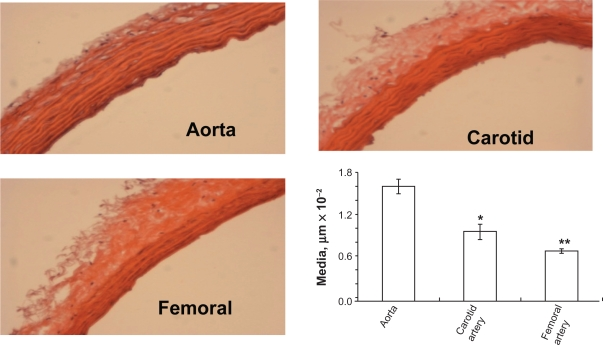 Aorta
Carotid
Femoral
Media, µm × 10⁻²
1.8
1.2
0.6
0.0
*
**
Aorta
Carotid
artery
Femoral
artery